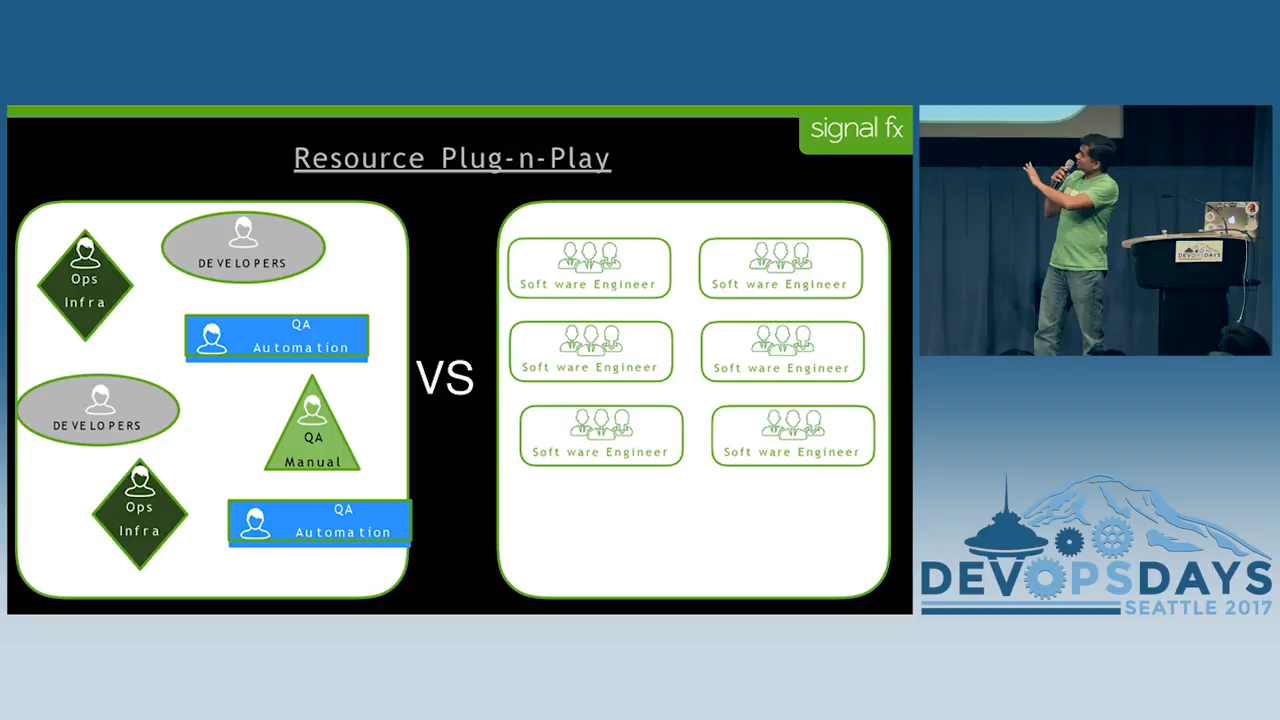 signal fx
Resource Plug-n-Play
Ops
Infra
DEVELOPERS
QA
Automation
DEVELOPERS
QA
Manual
Ops
Infra
QA
Automation
VS
Soft ware Engineer
Soft ware Engineer
Soft ware Engineer
Soft ware Engineer
Soft ware Engineer
Soft ware Engineer
DEVOPSDAYS
DEVOPSDAYS
SEATTLE 2017